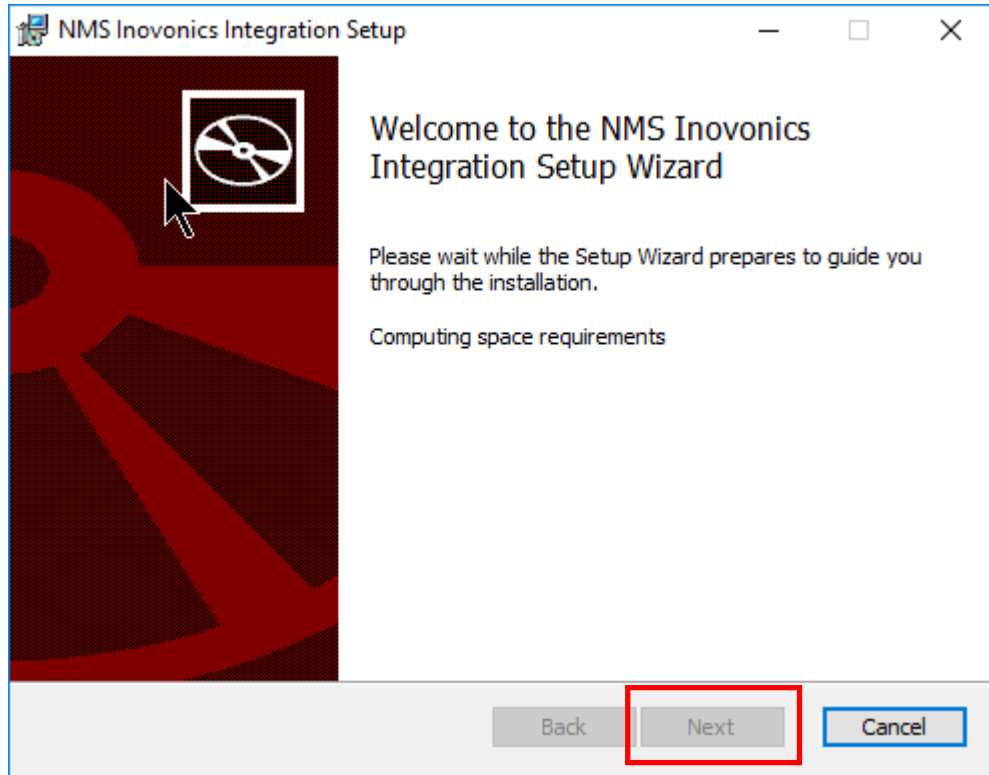 NMS Inovonics Integration Setup
Welcome to the NMS Inovonics
Integration Setup Wizard
Please wait while the Setup Wizard prepares to guide you
through the installation.
Computing space requirements
Back Next Cancel